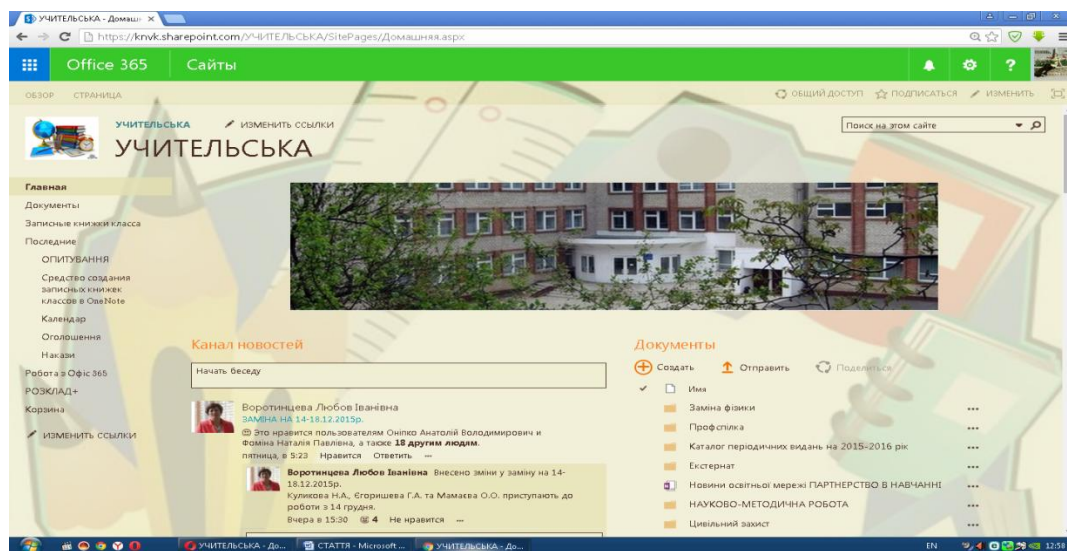 УЧИТЕЛЬСЬКА - Домаш
https://knvk.sharepoint.com/УЧИТЕЛЬСЬКА/SitePages/Домашняя.aspx
Office 365 Сайты ?
ОБЗОР СТРАНИЦА ОБЩИЙ ДОСТУП ПОДПИСАТЬСЯ ИЗМЕНИТЬ
УЧИТЕЛЬСЬКА ИЗМЕНИТЬ ССЫЛКИ
Поиск на этом сайте
УЧИТЕЛЬСЬКА
Главная
Документы
Записные книжки класса
Последние
ОПИТУВАННЯ
Средство создания
записных книжек
классов в OneNote
Календар
Оголошення
Накази
Робота з Офіс 365
РОЗКЛАД+
Корзина
ИЗМЕНИТЬ ССЫЛКИ
Канал новостей
Начать беседу
Воротинцева Любов Іванівна
ЗАМІНА НА 14-18.12.2015р.
Это нравится пользователям Оніпко Анатолій Володимирович и
Фоміна Наталія Павлівна, а также 18 другим людям.
пятница, в 5:23 Нравится Ответить ...
Воротинцева Любов Іванівна Внесено зміни у заміну на 14-
18.12.2015р.
Куликова Н.А., Єгоришева Г.А. та Мамаєва О.О. приступають до
роботи з 14 грудня.
Вчера в 15:30 4 Не нравится ...
Документы
Создать Отправить Поделиться
Имя
Заміна фізики ...
Профспілка ...
Каталог періодичних видань на 2015-2016 рік ...
Екстернат ...
Новини освітньої мережі ПАРТНЕРСТВО В НАВЧАННІ ...
НАУКОВО-МЕТОДИЧНА РОБОТА ...
Цивільний захист ...
УЧИТЕЛЬСЬКА - До...
СТАТТЯ - Microsoft ...
УЧИТЕЛЬСЬКА - До...
EN
12:58